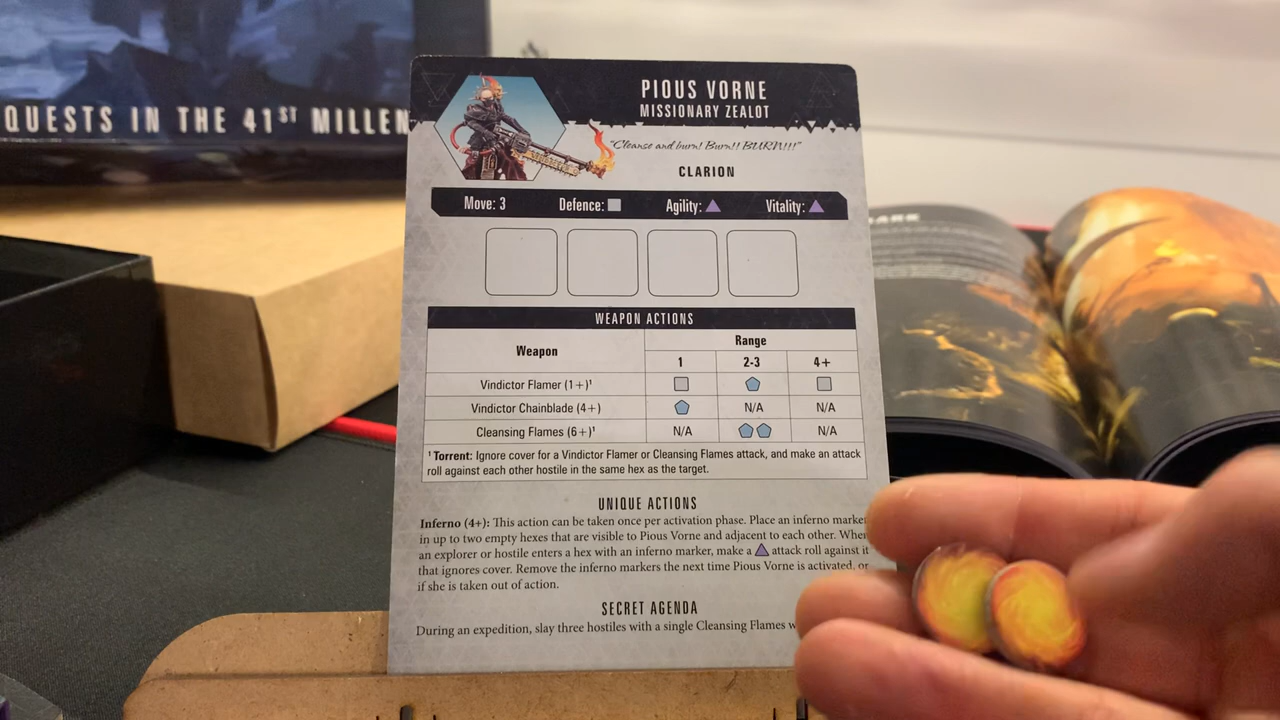 QUESTS IN THE 41ST MILLEN
PIOUS VORNE
MISSIONARY ZEALOT
"Cleanse and burn! Burn!! BURN!!!"
CLARION
Move: 3 Defence: Agility: Vitality:
WEAPON ACTIONS
Weapon Range
1 2-3 4+
Vindictor Flamer (1+)¹
Vindictor Chainblade (4+) N/A N/A
Cleansing Flames (6+)¹ N/A N/A
¹ Torrent: Ignore cover for a Vindictor Flamer or Cleansing Flames attack, and make an attack
roll against each other hostile in the same hex as the target.
UNIQUE ACTIONS
Inferno (4+): This action can be taken once per activation phase. Place an inferno marker
in up to two empty hexes that are visible to Pious Vorne and adjacent to each other. When
an explorer or hostile enters a hex with an inferno marker, make a attack roll against it
that ignores cover. Remove the inferno markers the next time Pious Vorne is activated, or
if she is taken out of action.
SECRET AGENDA
During an expedition, slay three hostiles with a single Cleansing Flames w